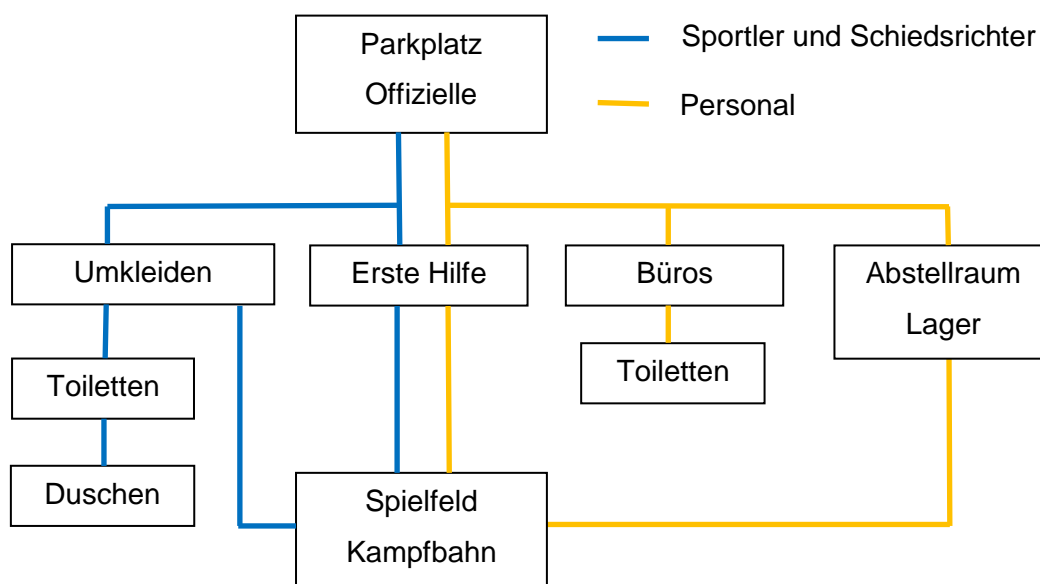 Parkplatz
Offizielle
Sportler und Schiedsrichter
Personal
Umkleiden
Erste Hilfe
Büros
Abstellraum
Lager
Toiletten
Toiletten
Duschen
Spielfeld
Kampfbahn